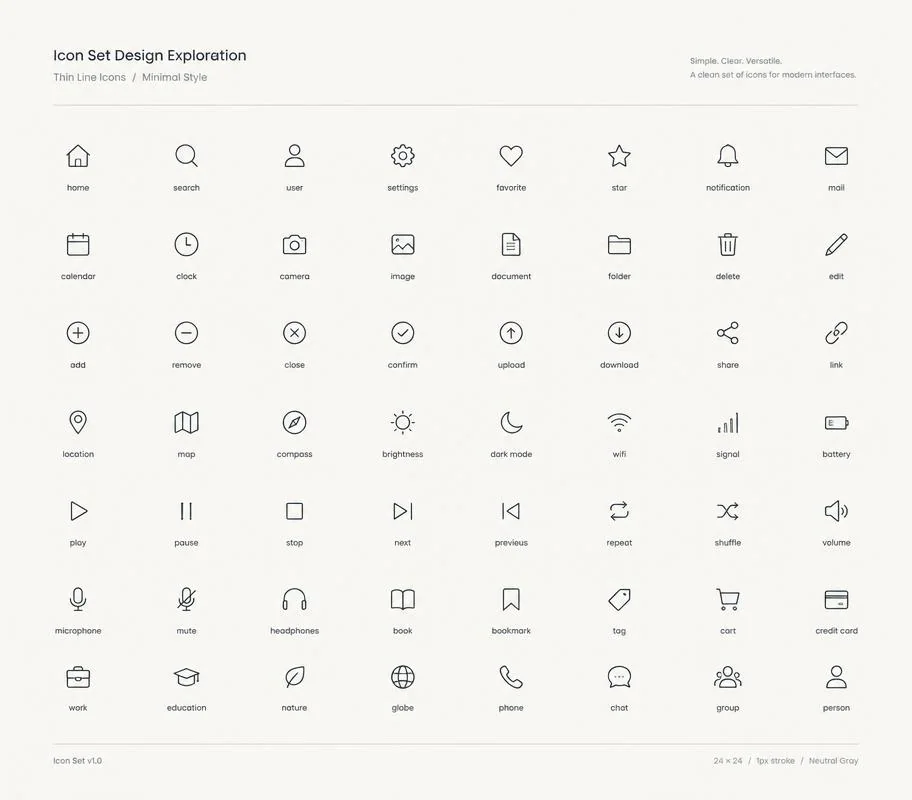 Icon Set Design Exploration
Thin Line Icons / Minimal Style
Simple. Clear. Versatile.
A clean set of icons for modern interfaces.
home search user settings favorite star notification mail
calendar clock camera image document folder delete edit
add remove close confirm upload download share link
location map compass brightness dark mode wifi signal battery
play pause stop next previeus repeat shuffle volume
microphone mute headphones book bookmark tag cart credit card
work education nature globe phone chat group person
Icon Set v1.0
24 × 24 / 1px stroke / Neutral Gray